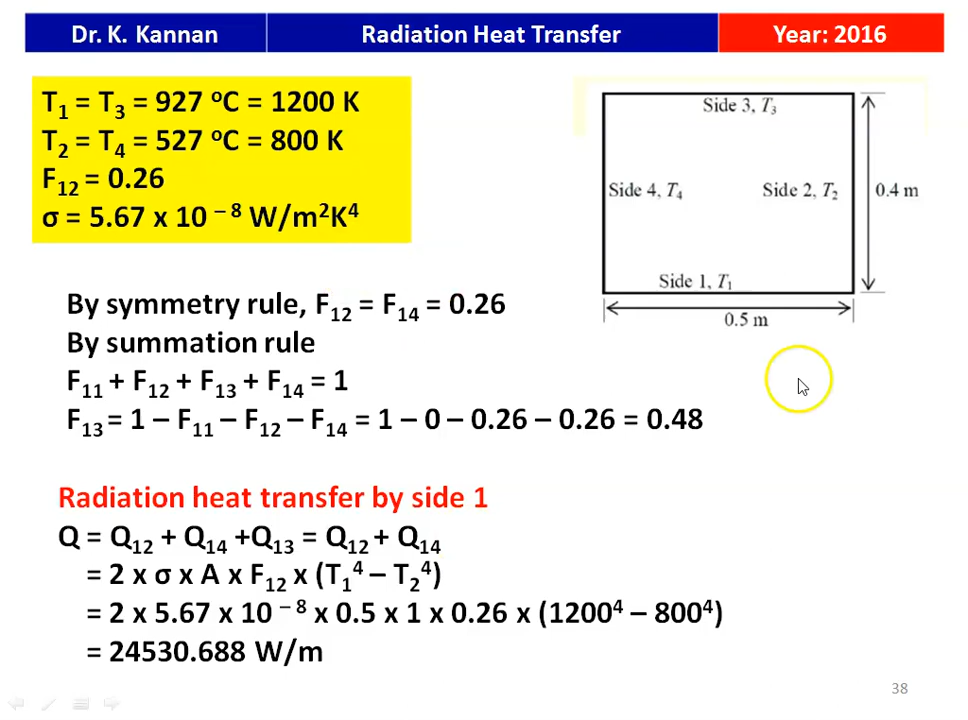 Dr. K. Kannan
Radiation Heat Transfer
Year: 2016
T₁ = T₃ = 927 ᵒC = 1200 K
T₂ = T₄ = 527 ᵒC = 800 K
F₁₂ = 0.26
σ = 5.67 x 10 ⁻ ⁸ W/m²K⁴
Side 3, T₃
Side 4, T₄
Side 2, T₂
0.4 m
Side 1, T₁
0.5 m
By symmetry rule, F₁₂ = F₁₄ = 0.26
By summation rule
F₁₁ + F₁₂ + F₁₃ + F₁₄ = 1
F₁₃ = 1 – F₁₁ – F₁₂ – F₁₄ = 1 – 0 – 0.26 – 0.26 = 0.48
Radiation heat transfer by side 1
Q = Q₁₂ + Q₁₄ +Q₁₃ = Q₁₂ + Q₁₄
= 2 x σ x A x F₁₂ x (T₁⁴ – T₂⁴)
= 2 x 5.67 x 10 ⁻ ⁸ x 0.5 x 1 x 0.26 x (1200⁴ – 800⁴)
= 24530.688 W/m
38